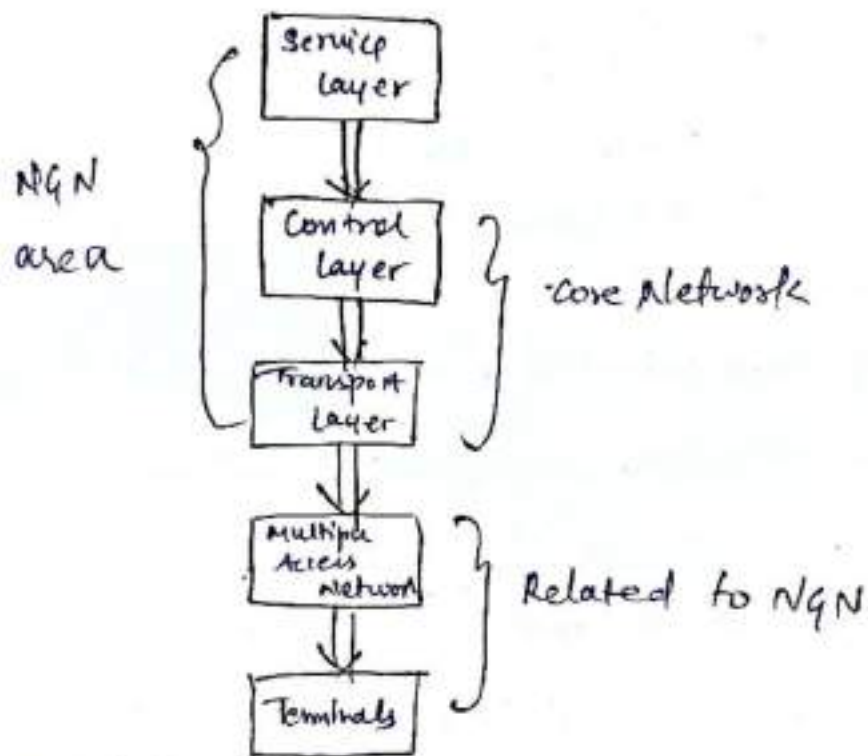 Service
Layer
NGN
area
Control
Layer
Core Network
Transport
Layer
Multiple
Access
Network
Related to NGN
Terminals